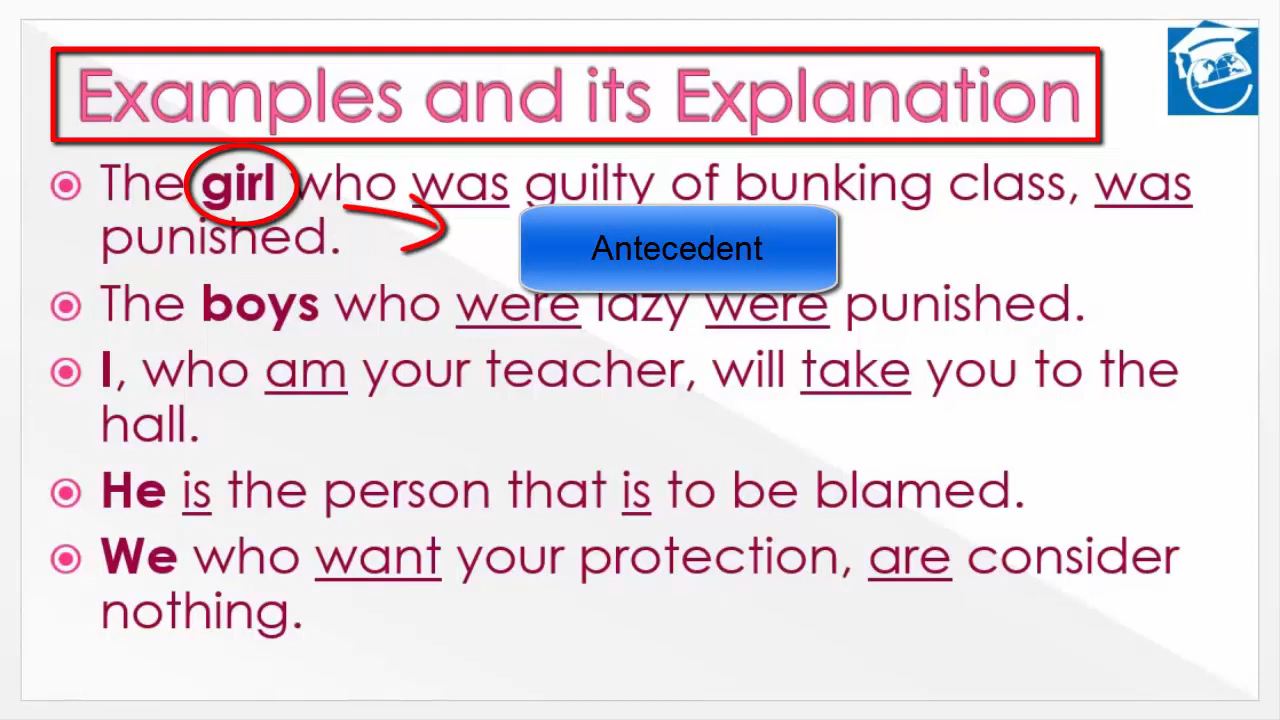 Examples and its Explanation
The girl who was guilty of bunking class, was
punished.
Antecedent
The boys who were lazy were punished.
I, who am your teacher, will take you to the
hall.
He is the person that is to be blamed.
We who want your protection, are consider
nothing.